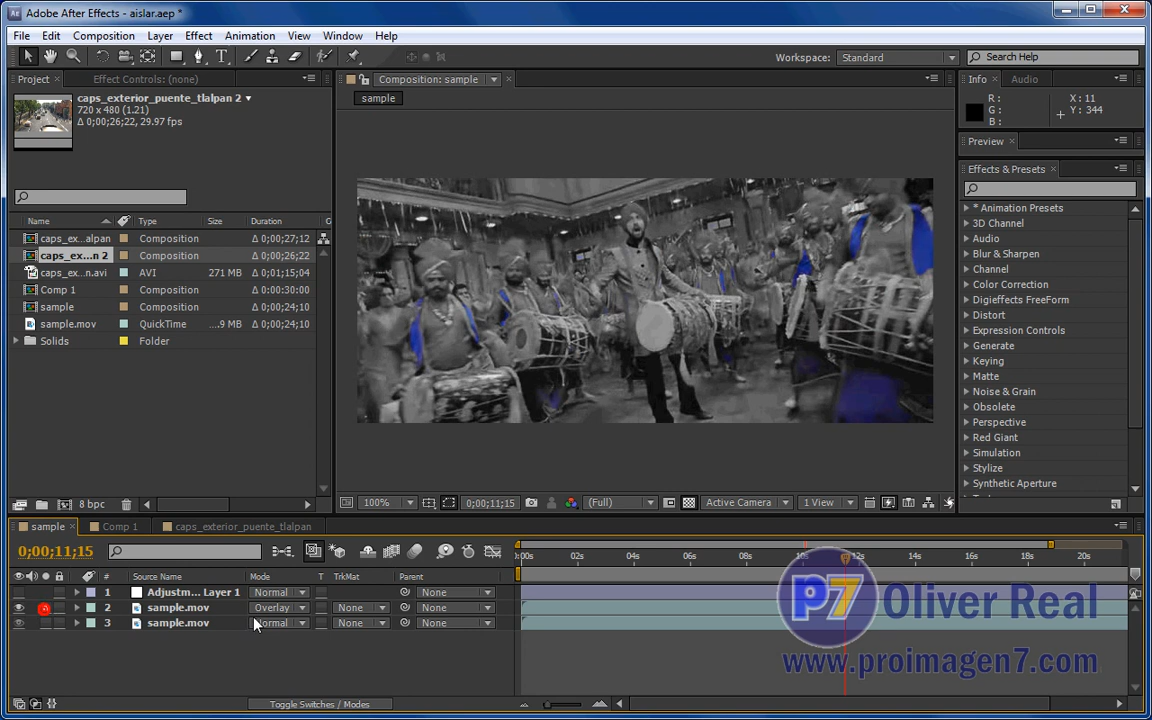 Adobe After Effects - aislar.aep *
File Edit Composition Layer Effect Animation View Window Help
Workspace: Standard Search Help
Project Effect Controls: (none)
Composition: sample
Info Audio
caps_exterior_puente_tlalpan 2
720 x 480 (1.21)
Δ 0;00;26;22, 29.97 fps
sample
R:
G:
B:
X: 11
Y: 344
Preview
Effects & Presets
* Animation Presets
3D Channel
Audio
Blur & Sharpen
Channel
Color Correction
Digieffects FreeForm
Distort
Expression Controls
Generate
Keying
Matte
Noise & Grain
Obsolete
Perspective
Red Giant
Simulation
Stylize
Synthetic Aperture
Name Type Size Duration
caps_ex...alpan Composition Δ 0;00;27;12
caps_ex...n 2 Composition Δ 0;00;26;22
caps_ex...n.avi AVI 271 MB Δ 0;01;15;04
Comp 1 Composition Δ 0;00:30:00
sample Composition Δ 0;00;24;10
sample.mov QuickTime ....9 MB Δ 0;00;24;10
Solids Folder
8 bpc
100% 0;00;11;15 (Full) Active Camera 1 View
sample Comp 1 caps_exterior_puente_tlalpan
0;00;11;15
:00s 02s 04s 06s 08s 10s 12s 14s 16s 18s 20s
# Source Name Mode T TrkMat Parent
1 Adjustm... Layer 1 Normal None
2 sample.mov Overlay None None
3 sample.mov ormal None None
Toggle Switches / Modes
P7 Oliver Real
www.proimagen7.com